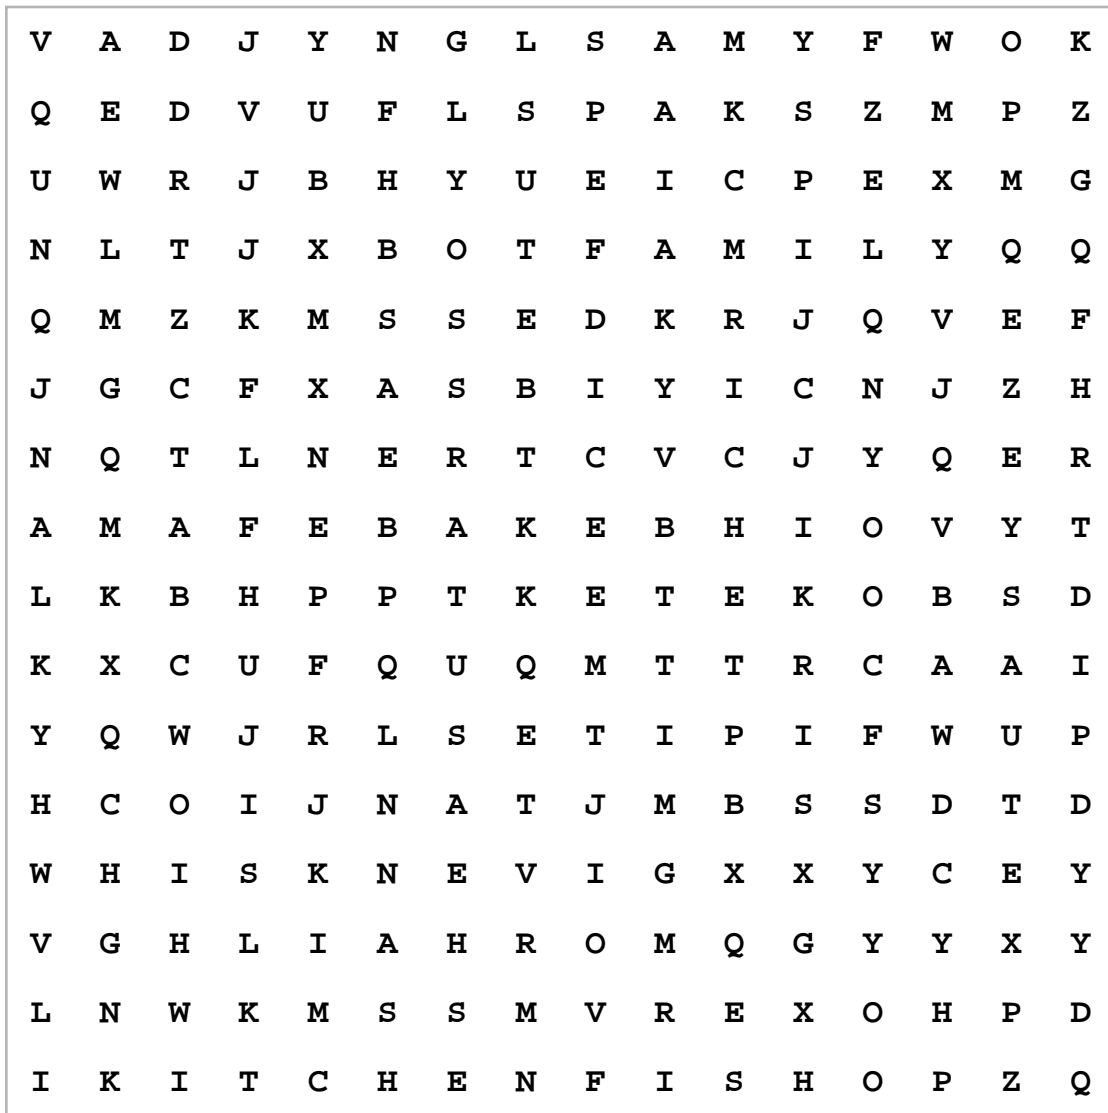 V A D J Y N G L S A M Y F W O K
Q E D V U F L S P A K S Z M P Z
U W R J B H Y U E I C P E X M G
N L T J X B O T F A M I L Y Q Q
Q M Z K M S S E D K R J Q V E F
J G C F X A S B I Y I C N J Z H
N Q T L N E R T C V C J Y Q E R
A M A F E B A K E B H I O V Y T
L K B H P P T K E T E K O B S D
K X C U F Q U Q M T T R C A A I
Y Q W J R L S E T I P I F W U P
H C O I J N A T J M B S S D T D
W H I S K N E V I G X X Y C E Y
V G H L I A H R O M Q G Y Y X Y
L N W K M S S M V R E X O H P D
I K I T C H E N F I S H O P Z Q